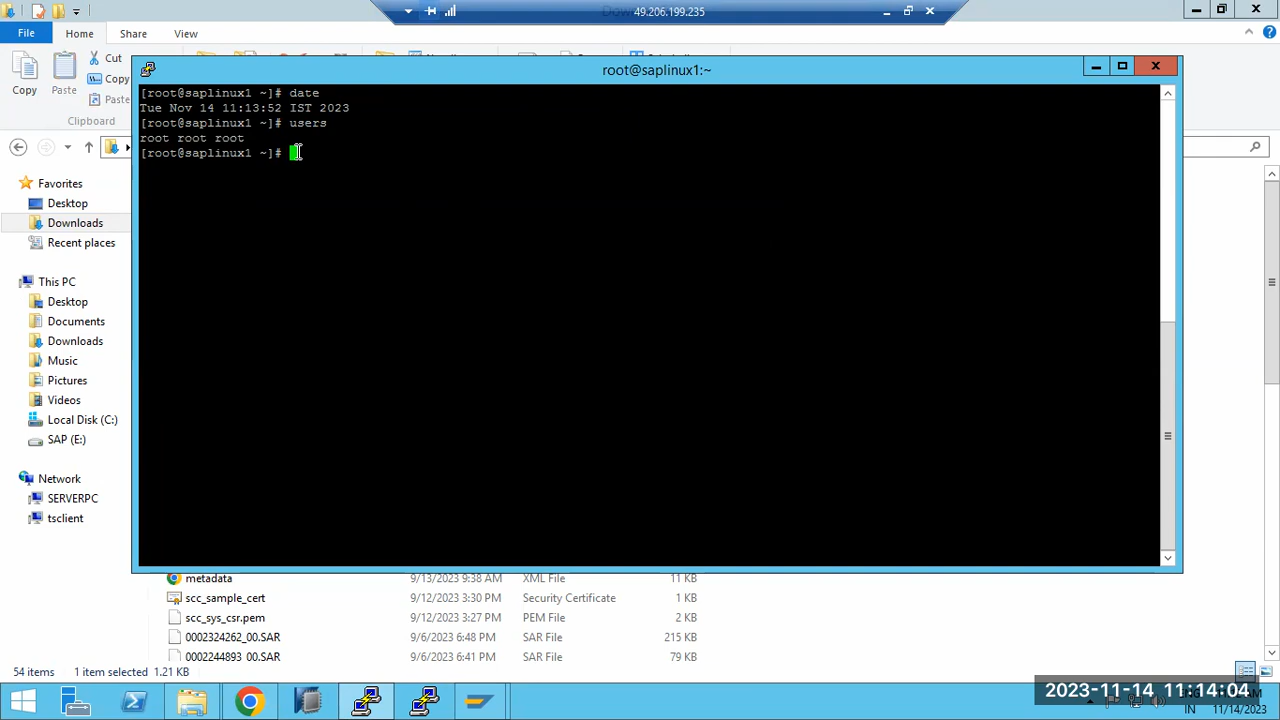 49.206.199.235
File
Home
Share
View
Copy
Paste
Cut
Copy
Paste
root@saplinux1:~
[root@saplinux1 ~]# date
Tue Nov 14 11:13:52 IST 2023
[root@saplinux1 ~]# users
root root root
[root@saplinux1 ~]#
Favorites
Desktop
Downloads
Recent places
This PC
Desktop
Documents
Downloads
Music
Pictures
Videos
Local Disk (C:)
SAP (E:)
Network
SERVERPC
tsclient
metadata 9/13/2023 9:38 AM XML File 11 KB
scc_sample_cert 9/12/2023 3:30 PM Security Certificate 1 KB
scc_sys_csr.pem 9/12/2023 3:27 PM PEM File 2 KB
0002324262_00.SAR 9/6/2023 6:48 PM SAR File 215 KB
0002244893_00.SAR 9/6/2023 6:41 PM SAR File 79 KB
54 items 1 item selected 1.21 KB
2023-11-14 11:14:04
IN 11/14/2023